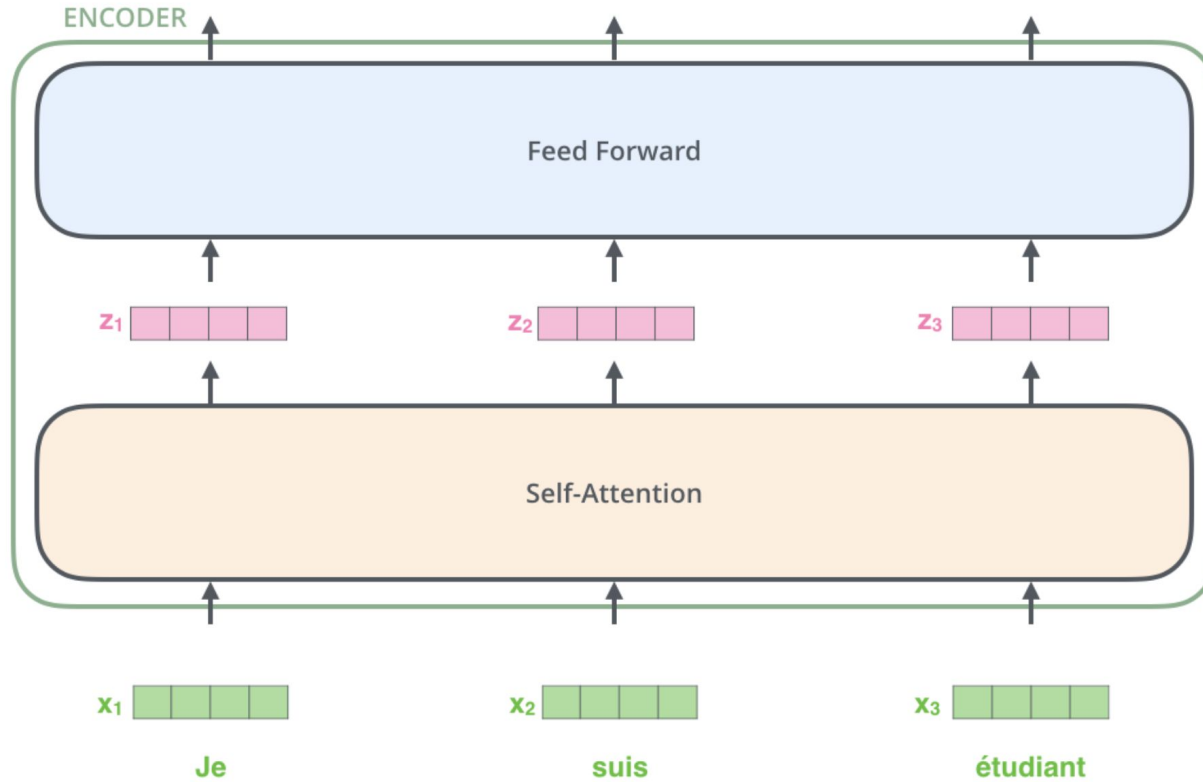 ENCODER
Feed Forward
z₁ z₂ z₃
Self-Attention
x₁ x₂ x₃
Je suis étudiant